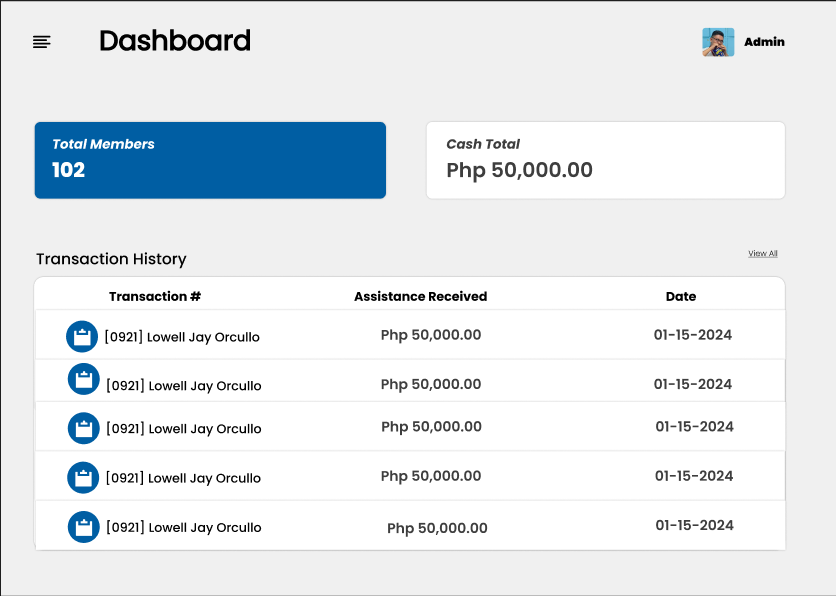 Dashboard
Admin
Total Members
102
Cash Total
Php 50,000.00
Transaction History
View All
Transaction # Assistance Received Date
[0921] Lowell Jay Orcullo Php 50,000.00 01-15-2024
[0921] Lowell Jay Orcullo Php 50,000.00 01-15-2024
[0921] Lowell Jay Orcullo Php 50,000.00 01-15-2024
[0921] Lowell Jay Orcullo Php 50,000.00 01-15-2024
[0921] Lowell Jay Orcullo Php 50,000.00 01-15-2024